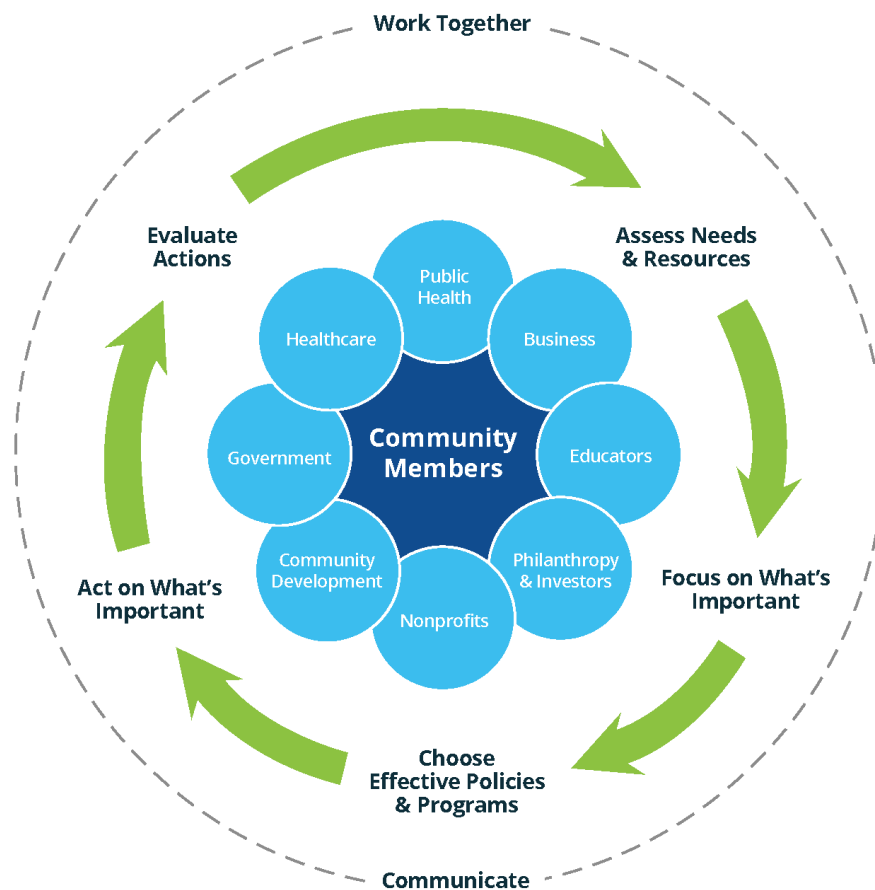 Work Together
Evaluate
Actions
Assess Needs
& Resources
Public
Health
Healthcare
Business
Community
Members
Government
Educators
Community
Development
Philanthropy
& Investors
Nonprofits
Act on What's
Important
Focus on What's
Important
Choose
Effective Policies
& Programs
Communicate